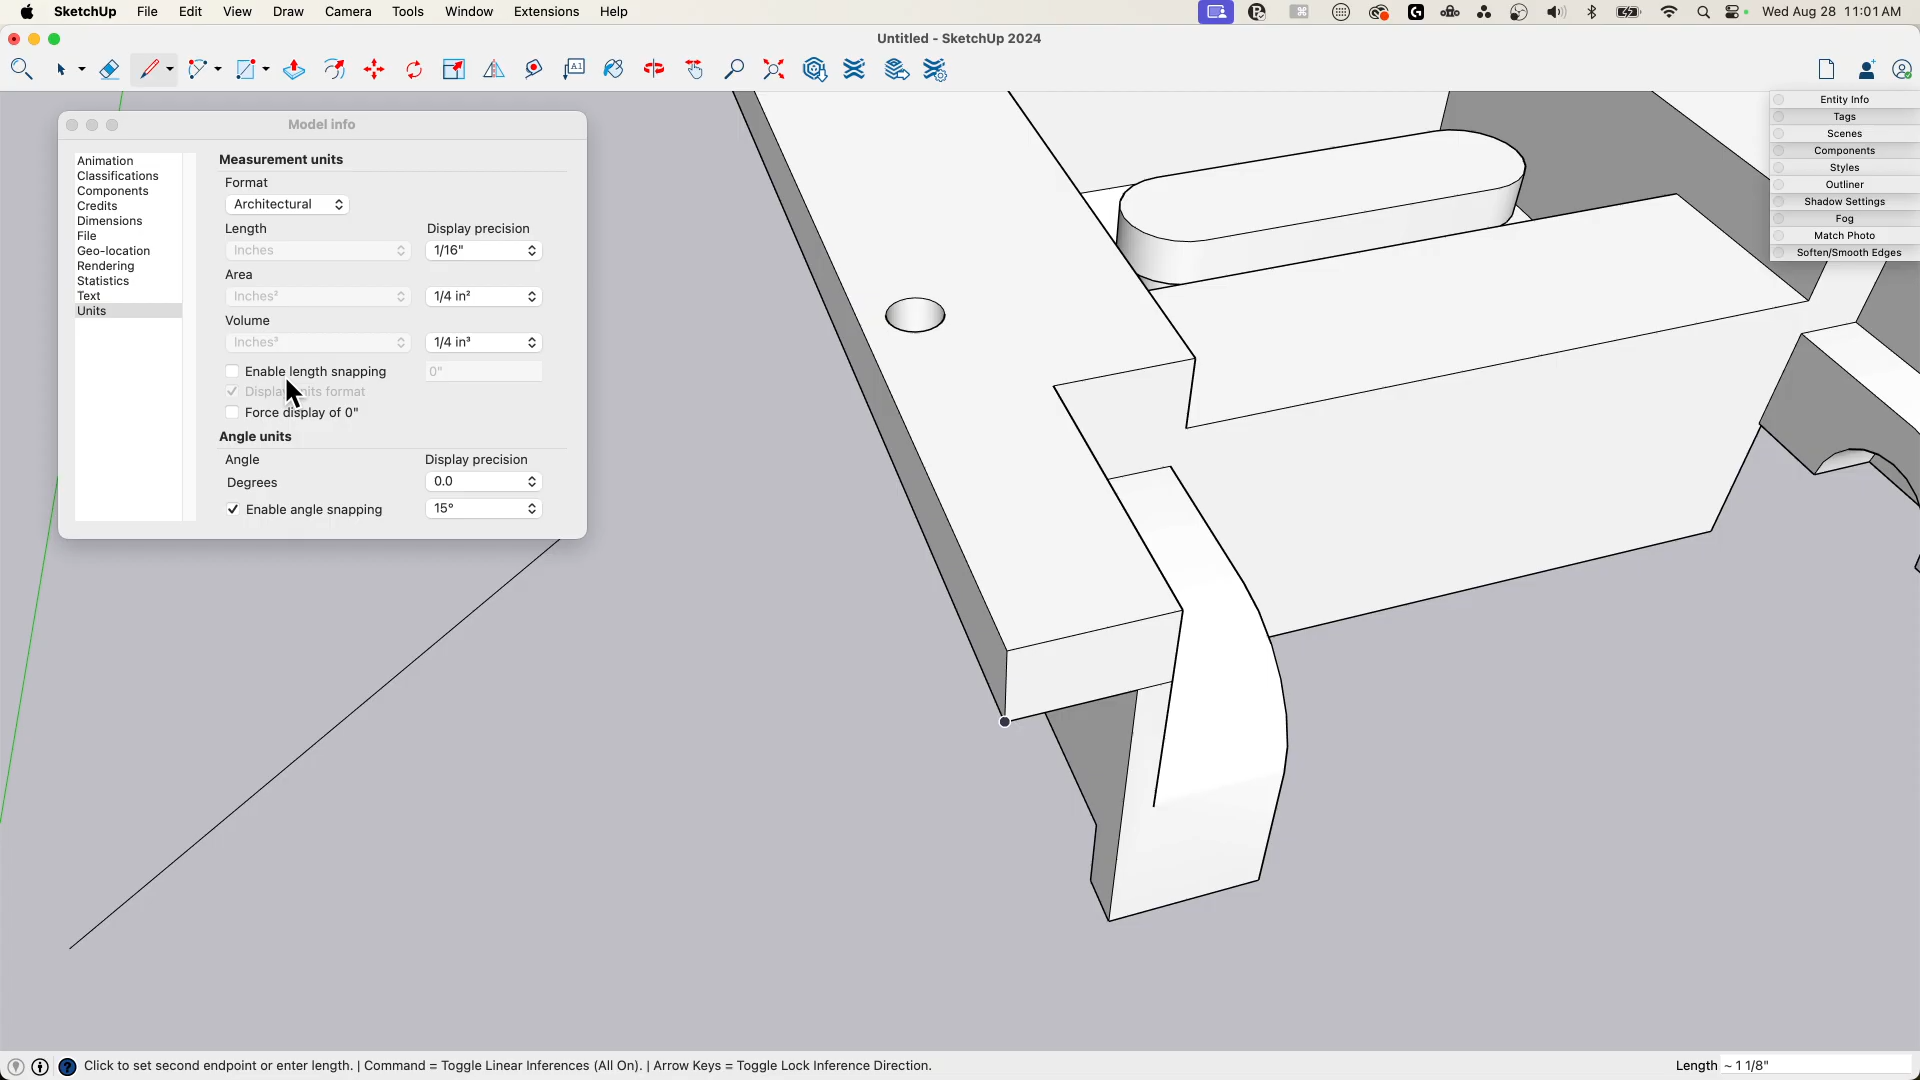 SketchUp File Edit View Draw Camera Tools Window Extensions Help Wed Aug 28 11:01 AM
Untitled - SketchUp 2024
A1
Model info
Animation
Classifications
Components
Credits
Dimensions
File
Geo-location
Rendering
Statistics
Text
Units
Measurement units
Format
Architectural
Length Display precision
Inches 1/16"
Area
Inches² 1/4 in²
Volume
Inches³ 1/4 in³
Enable length snapping 0"
Display units format
Force display of 0"
Angle units
Angle Display precision
Degrees 0.0
Enable angle snapping 15°
Entity Info
Tags
Scenes
Components
Styles
Outliner
Shadow Settings
Fog
Match Photo
Soften/Smooth Edges
Click to set second endpoint or enter length. | Command = Toggle Linear Inferences (All On). | Arrow Keys = Toggle Lock Inference Direction. Length ~ 1 1/8"